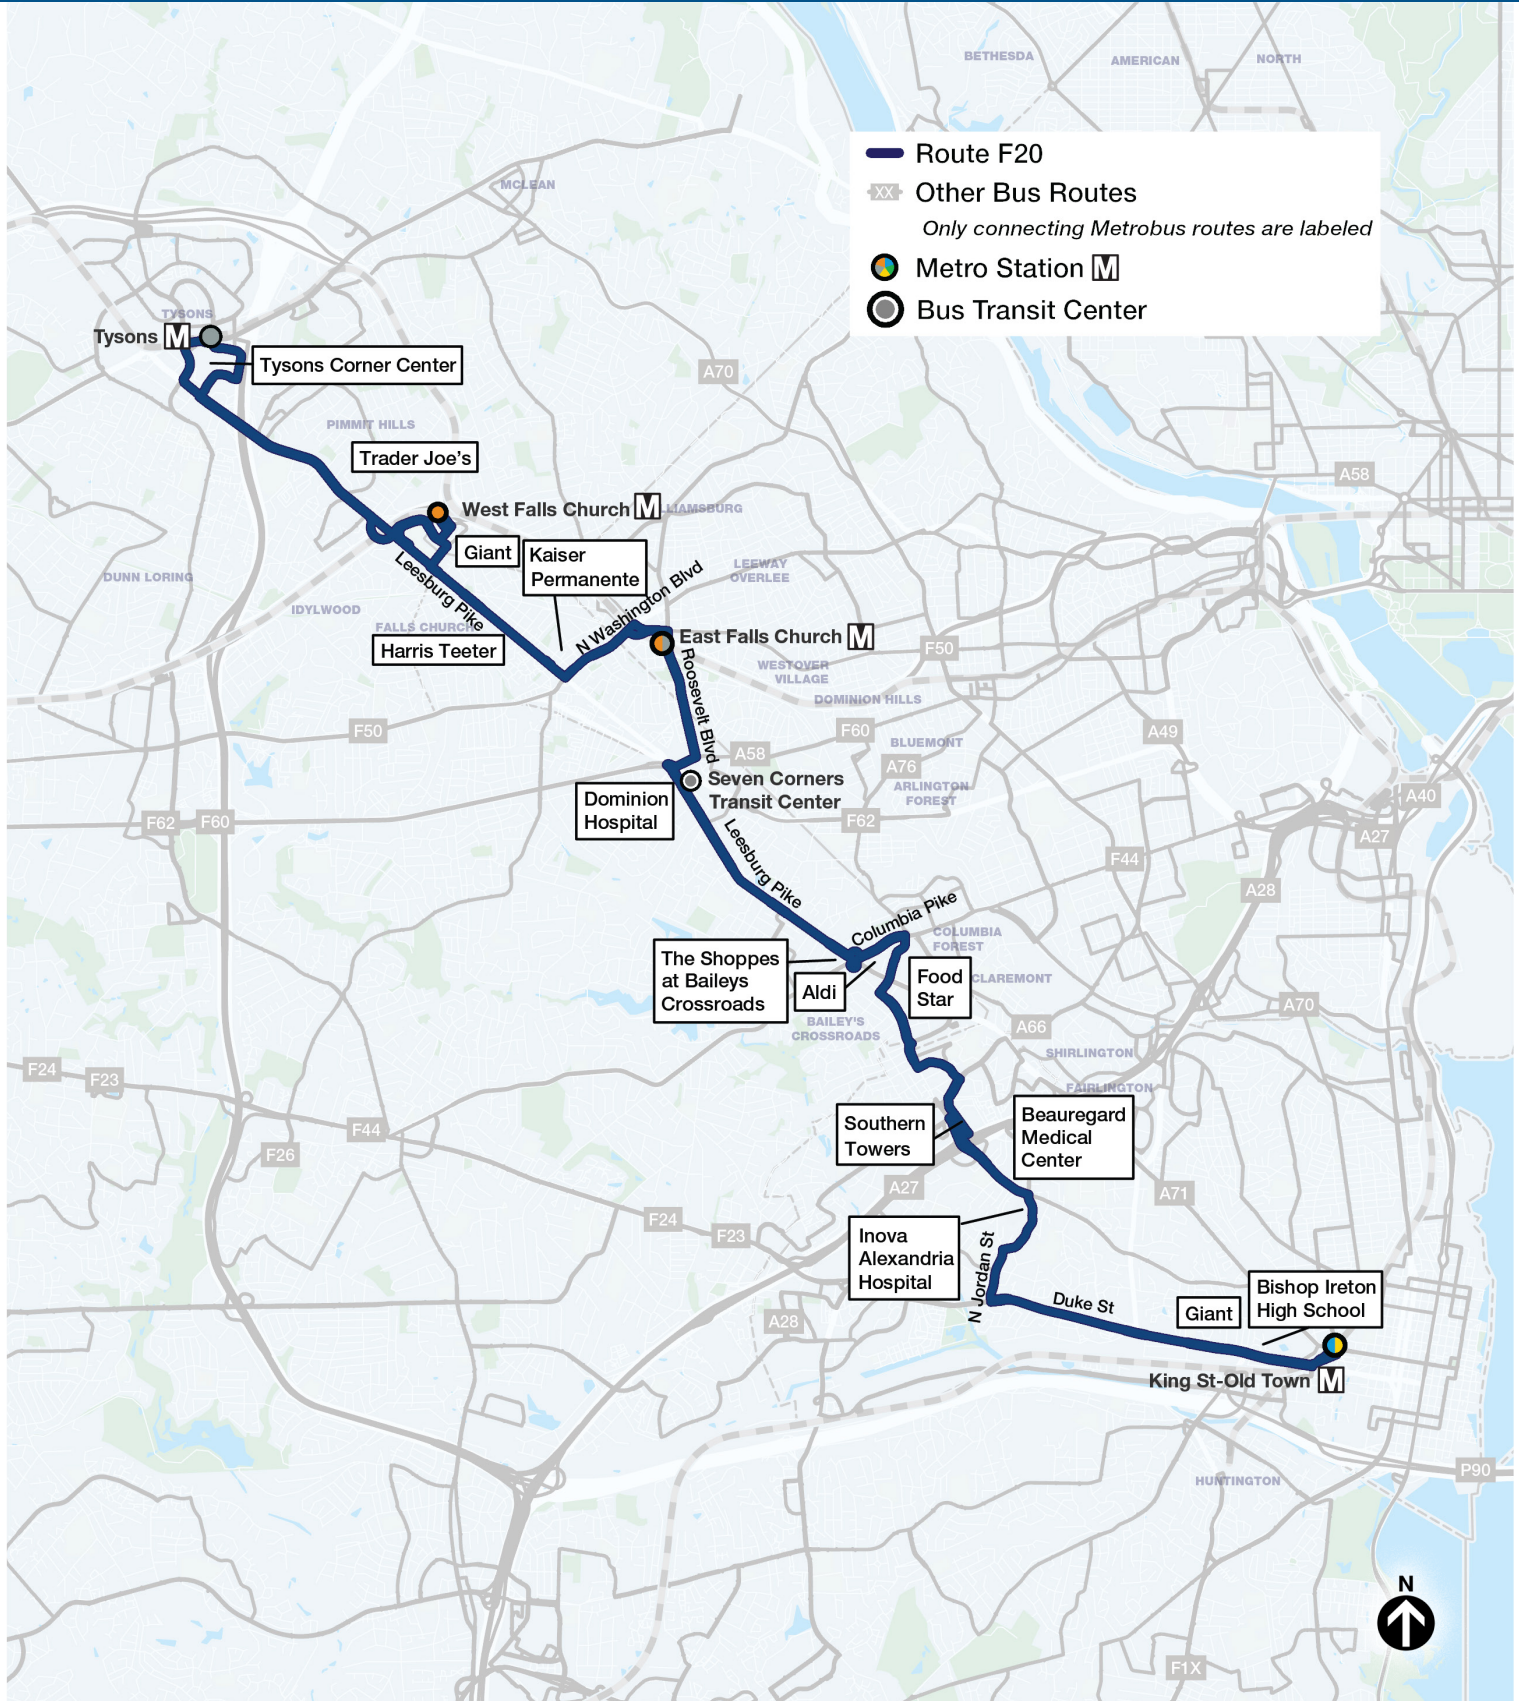 BETHESDA
AMERICAN
NORTH
Route F20
XX Other Bus Routes
Only connecting Metrobus routes are labeled
Metro Station M
Bus Transit Center
MCLEAN
TYSONS
Tysons M
Tysons Corner Center
A70
PIMMIT HILLS
Trader Joe's
A58
West Falls Church M
LIAMSBURG
Giant
Kaiser
Permanente
LEEWAY
OVERLEE
DUNN LORING
Leesburg Pike
IDYLWOOD
FALLS CHURCH
N Washington Blvd
Harris Teeter
East Falls Church M
F50
WESTOVER
VILLAGE
Roosevelt Blvd
DOMINION HILLS
F50
F60
A49
BLUEMONT
A58
A76
Seven Corners
Transit Center
ARLINGTON
FOREST
Dominion
Hospital
A40
F62
F60
F62
A27
Leesburg Pike
F44
A28
Columbia Pike
COLUMBIA
FOREST
The Shoppes
at Baileys
Crossroads
Aldi
Food
Star
CLAREMONT
A70
BAILEY'S
CROSSROADS
A66
SHIRLINGTON
F24
F23
FAIRLINGTON
Southern
Towers
Beauregard
Medical
Center
F44
F26
A27
A71
F24
F23
Inova
Alexandria
Hospital
N Jordan St
Duke St
Giant
Bishop Ireton
High School
A28
King St-Old Town M
HUNTINGTON
P90
N
F1X